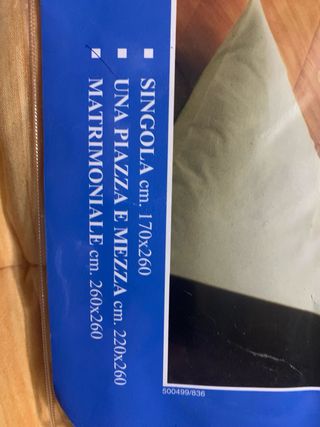 SINGOLA cm. 170x260
UNA PIAZZA E MEZZA cm. 220x260
MATRIMONIALE cm. 260x260
500499/836